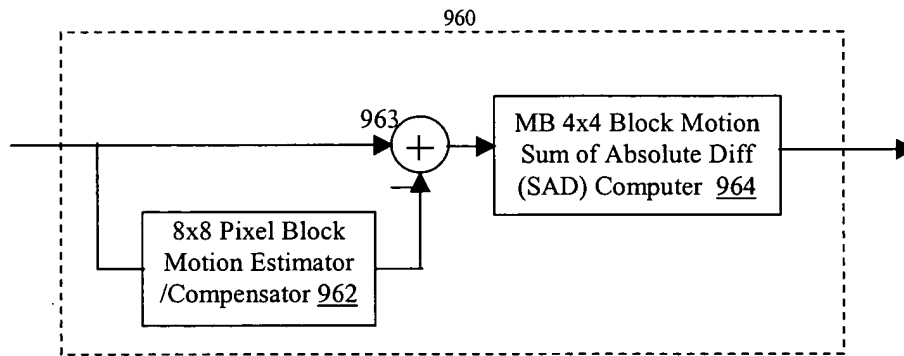 960
963
+
−
MB 4x4 Block Motion
Sum of Absolute Diff
(SAD) Computer 964
8x8 Pixel Block
Motion Estimator
/Compensator 962